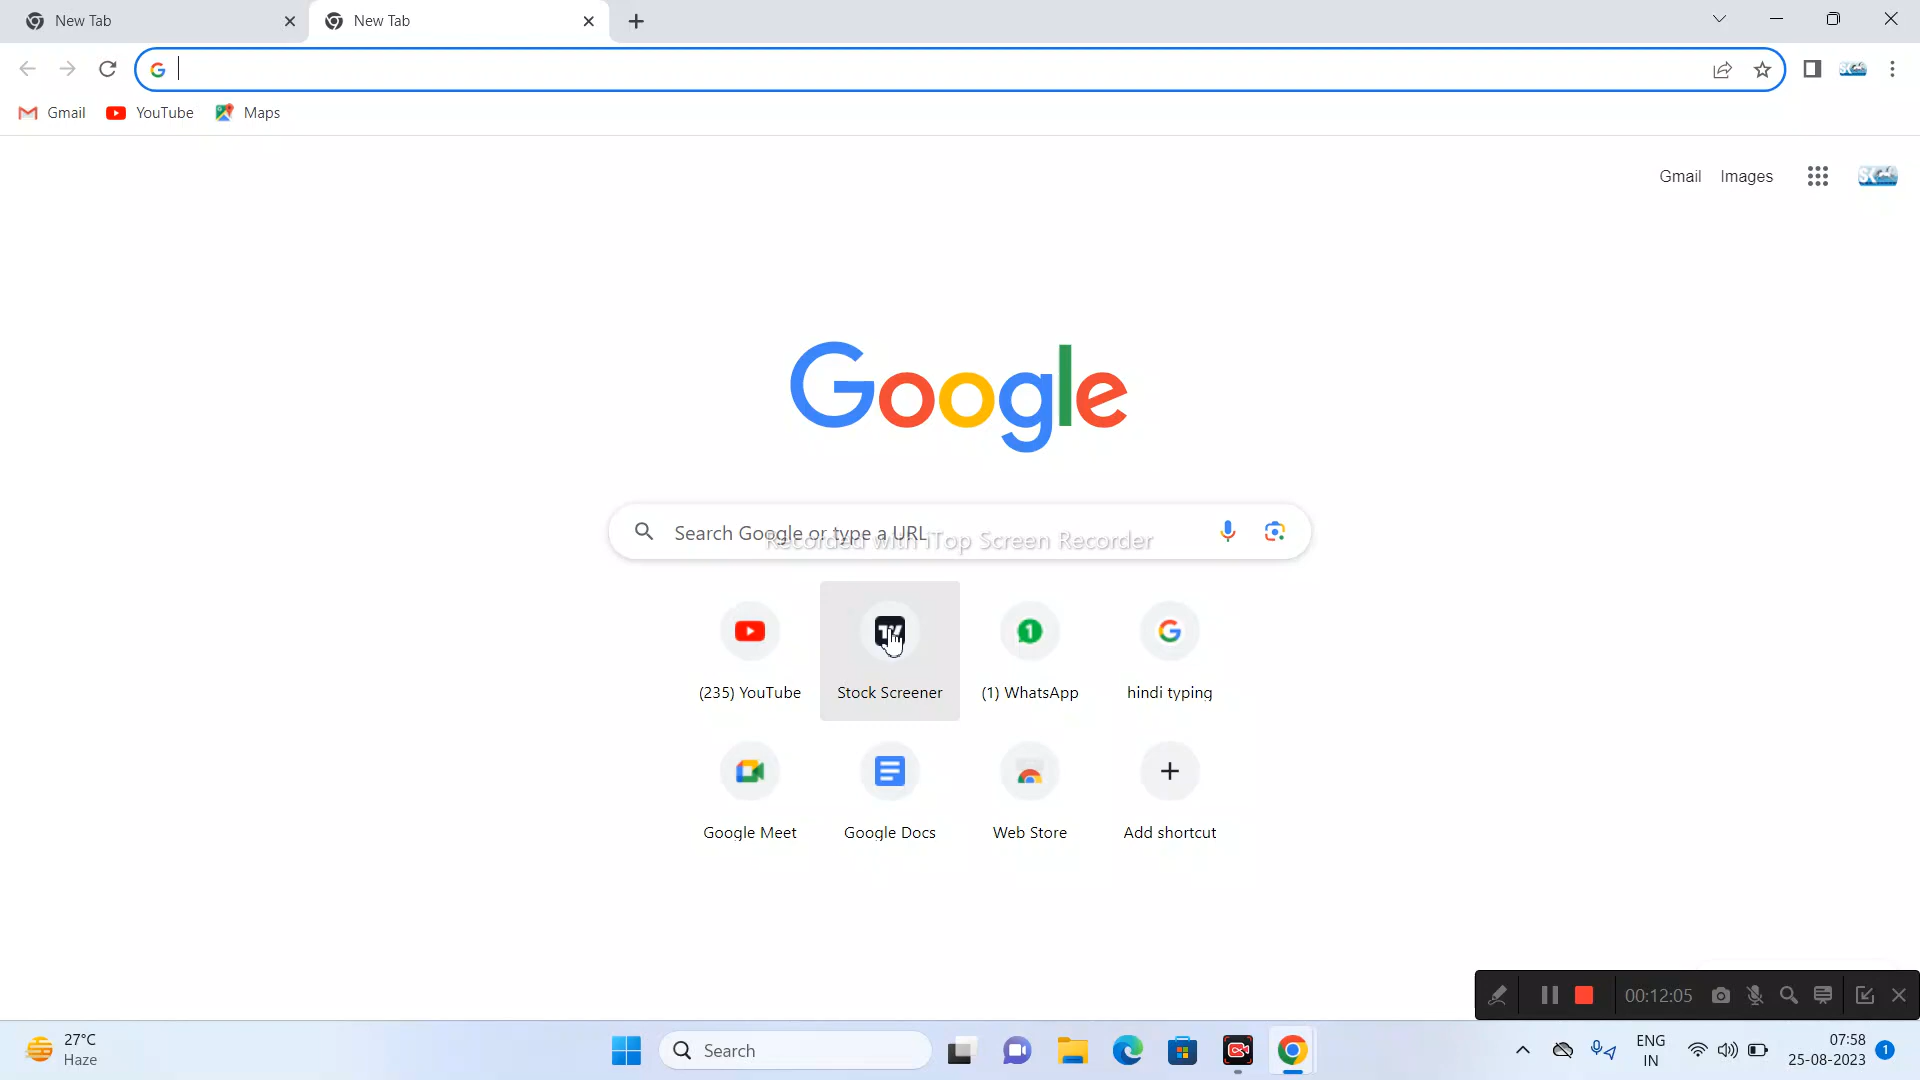 New Tab
New Tab
Gmail
YouTube
Maps
Gmail
Images
Google
Search Google or type a URL
Recorded with iTop Screen Recorder
(235) YouTube
Stock Screener
(1) WhatsApp
hindi typing
Google Meet
Google Docs
Web Store
Add shortcut
00:12:05
27°C
Haze
Search
ENG
IN
07:58
25-08-2023
1